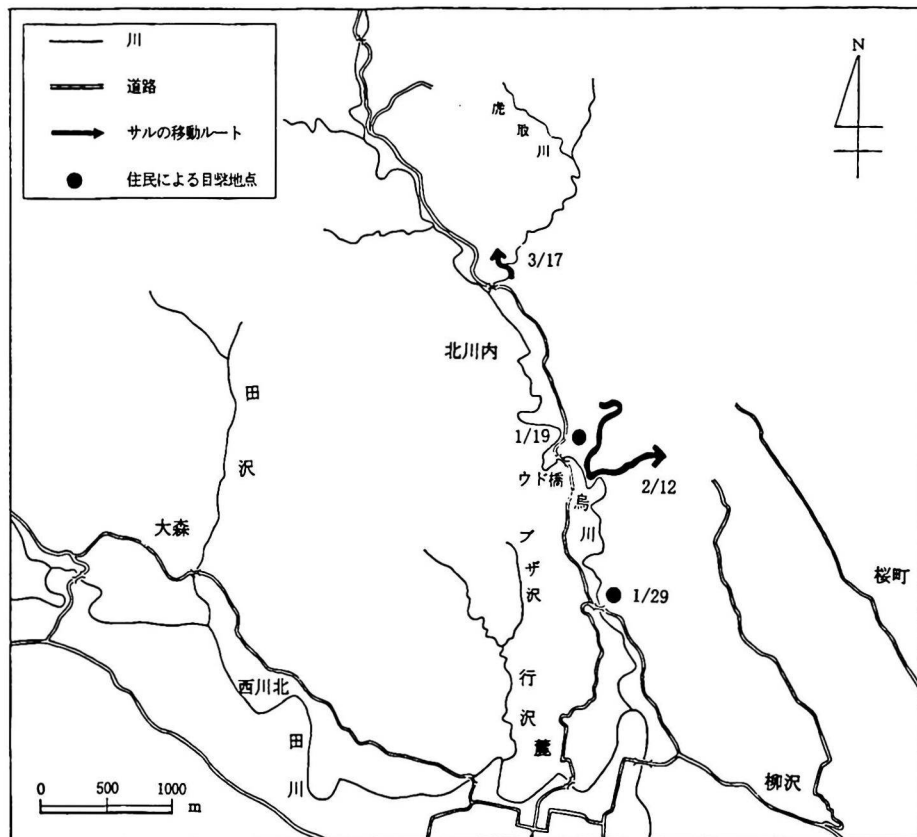 川
道路
サルの移動ルート
住民による目撃地点
N
虎取川
3/17
北川内
田沢
1/19
ウド橋
2/12
烏川
大森
ブザ沢
桜町
1/29
行沢
西川北
麓
田川
柳沢
0 500 1000
m